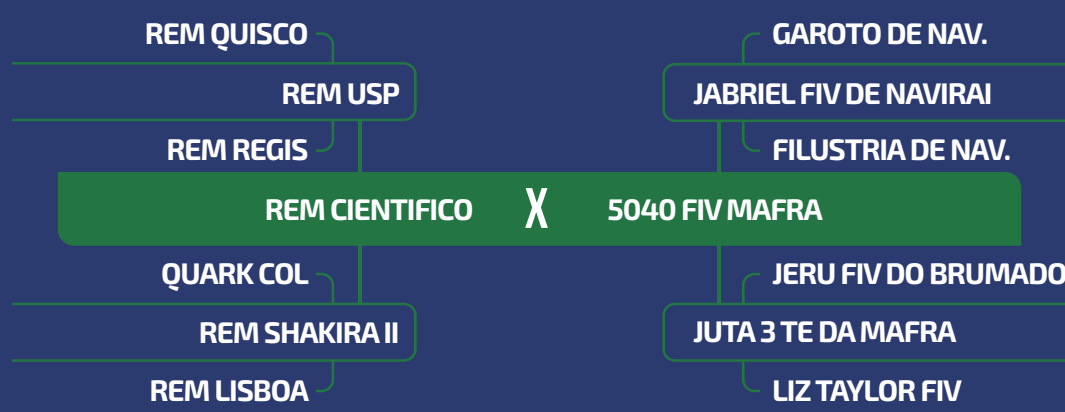 REM QUISCO
GAROTO DE NAV.
REM USP
JABRIEL FIV DE NAVIRAI
REM REGIS
FILUSTRIA DE NAV.
REM CIENTIFICO X 5040 FIV MAFRA
QUARK COL
JERU FIV DO BRUMADO
REM SHAKIRA II
JUTA 3 TE DA MAFRA
REM LISBOA
LIZ TAYLOR FIV